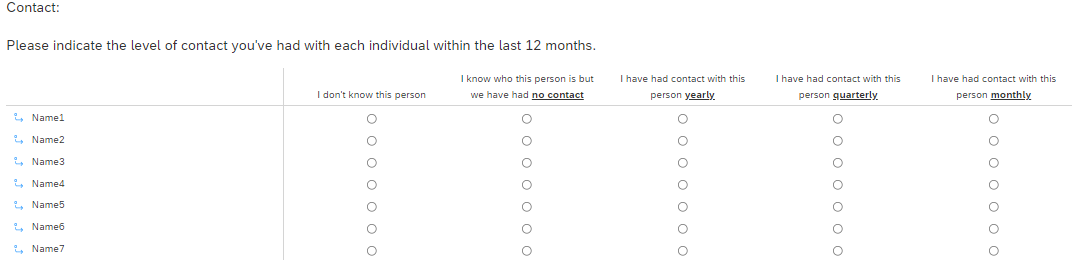 Contact:
Please indicate the level of contact you've had with each individual within the last 12 months.
I don't know this person
I know who this person is but
we have had no contact
I have had contact with this
person yearly
I have had contact with this
person quarterly
I have had contact with this
person monthly
Name1
Name2
Name3
Name4
Name5
Name6
Name7